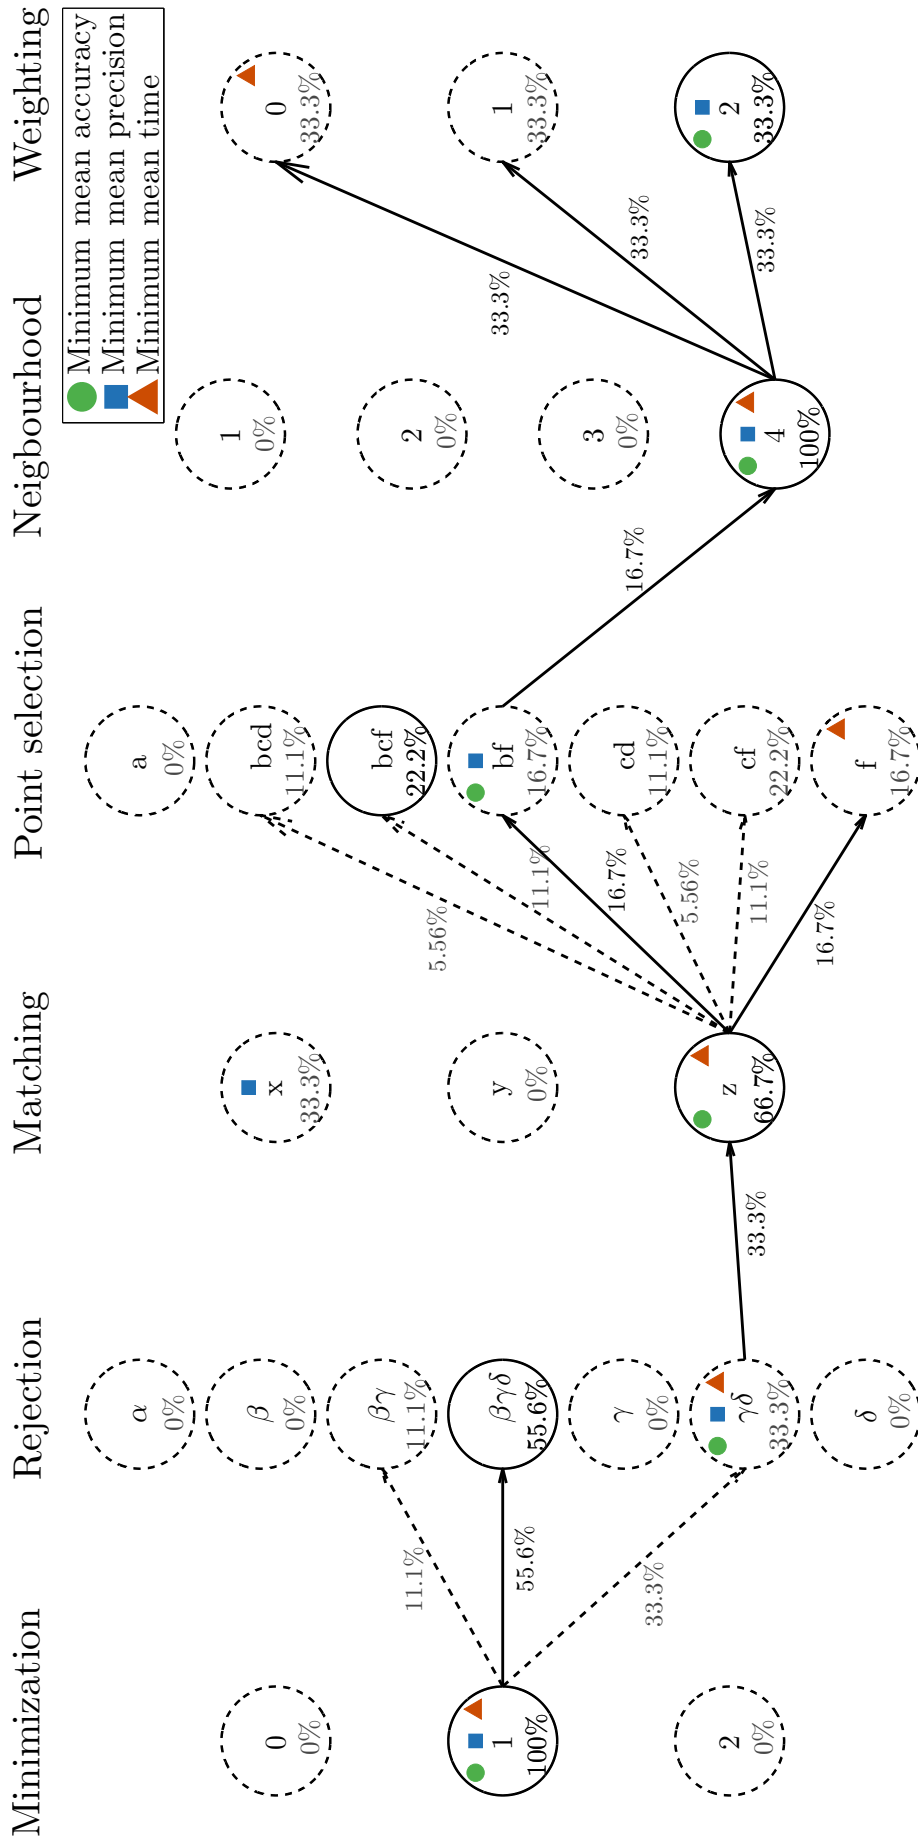 Minimization
Rejection
Matching
Point selection
Neigbourhood
Weighting
Minimum mean accuracy
Minimum mean precision
Minimum mean time
0
0%
1
100%
2
0%
11.1%
55.6%
33.3%
α
0%
β
0%
βγ
11.1%
βγδ
55.6%
γ
0%
γδ
33.3%
δ
0%
33.3%
x
33.3%
y
0%
z
66.7%
5.56%
11.1%
16.7%
5.56%
11.1%
16.7%
a
0%
bcd
11.1%
bcf
22.2%
bf
16.7%
cd
11.1%
cf
22.2%
f
16.7%
16.7%
1
0%
2
0%
3
0%
4
100%
33.3%
33.3%
33.3%
0
33.3%
1
33.3%
2
33.3%